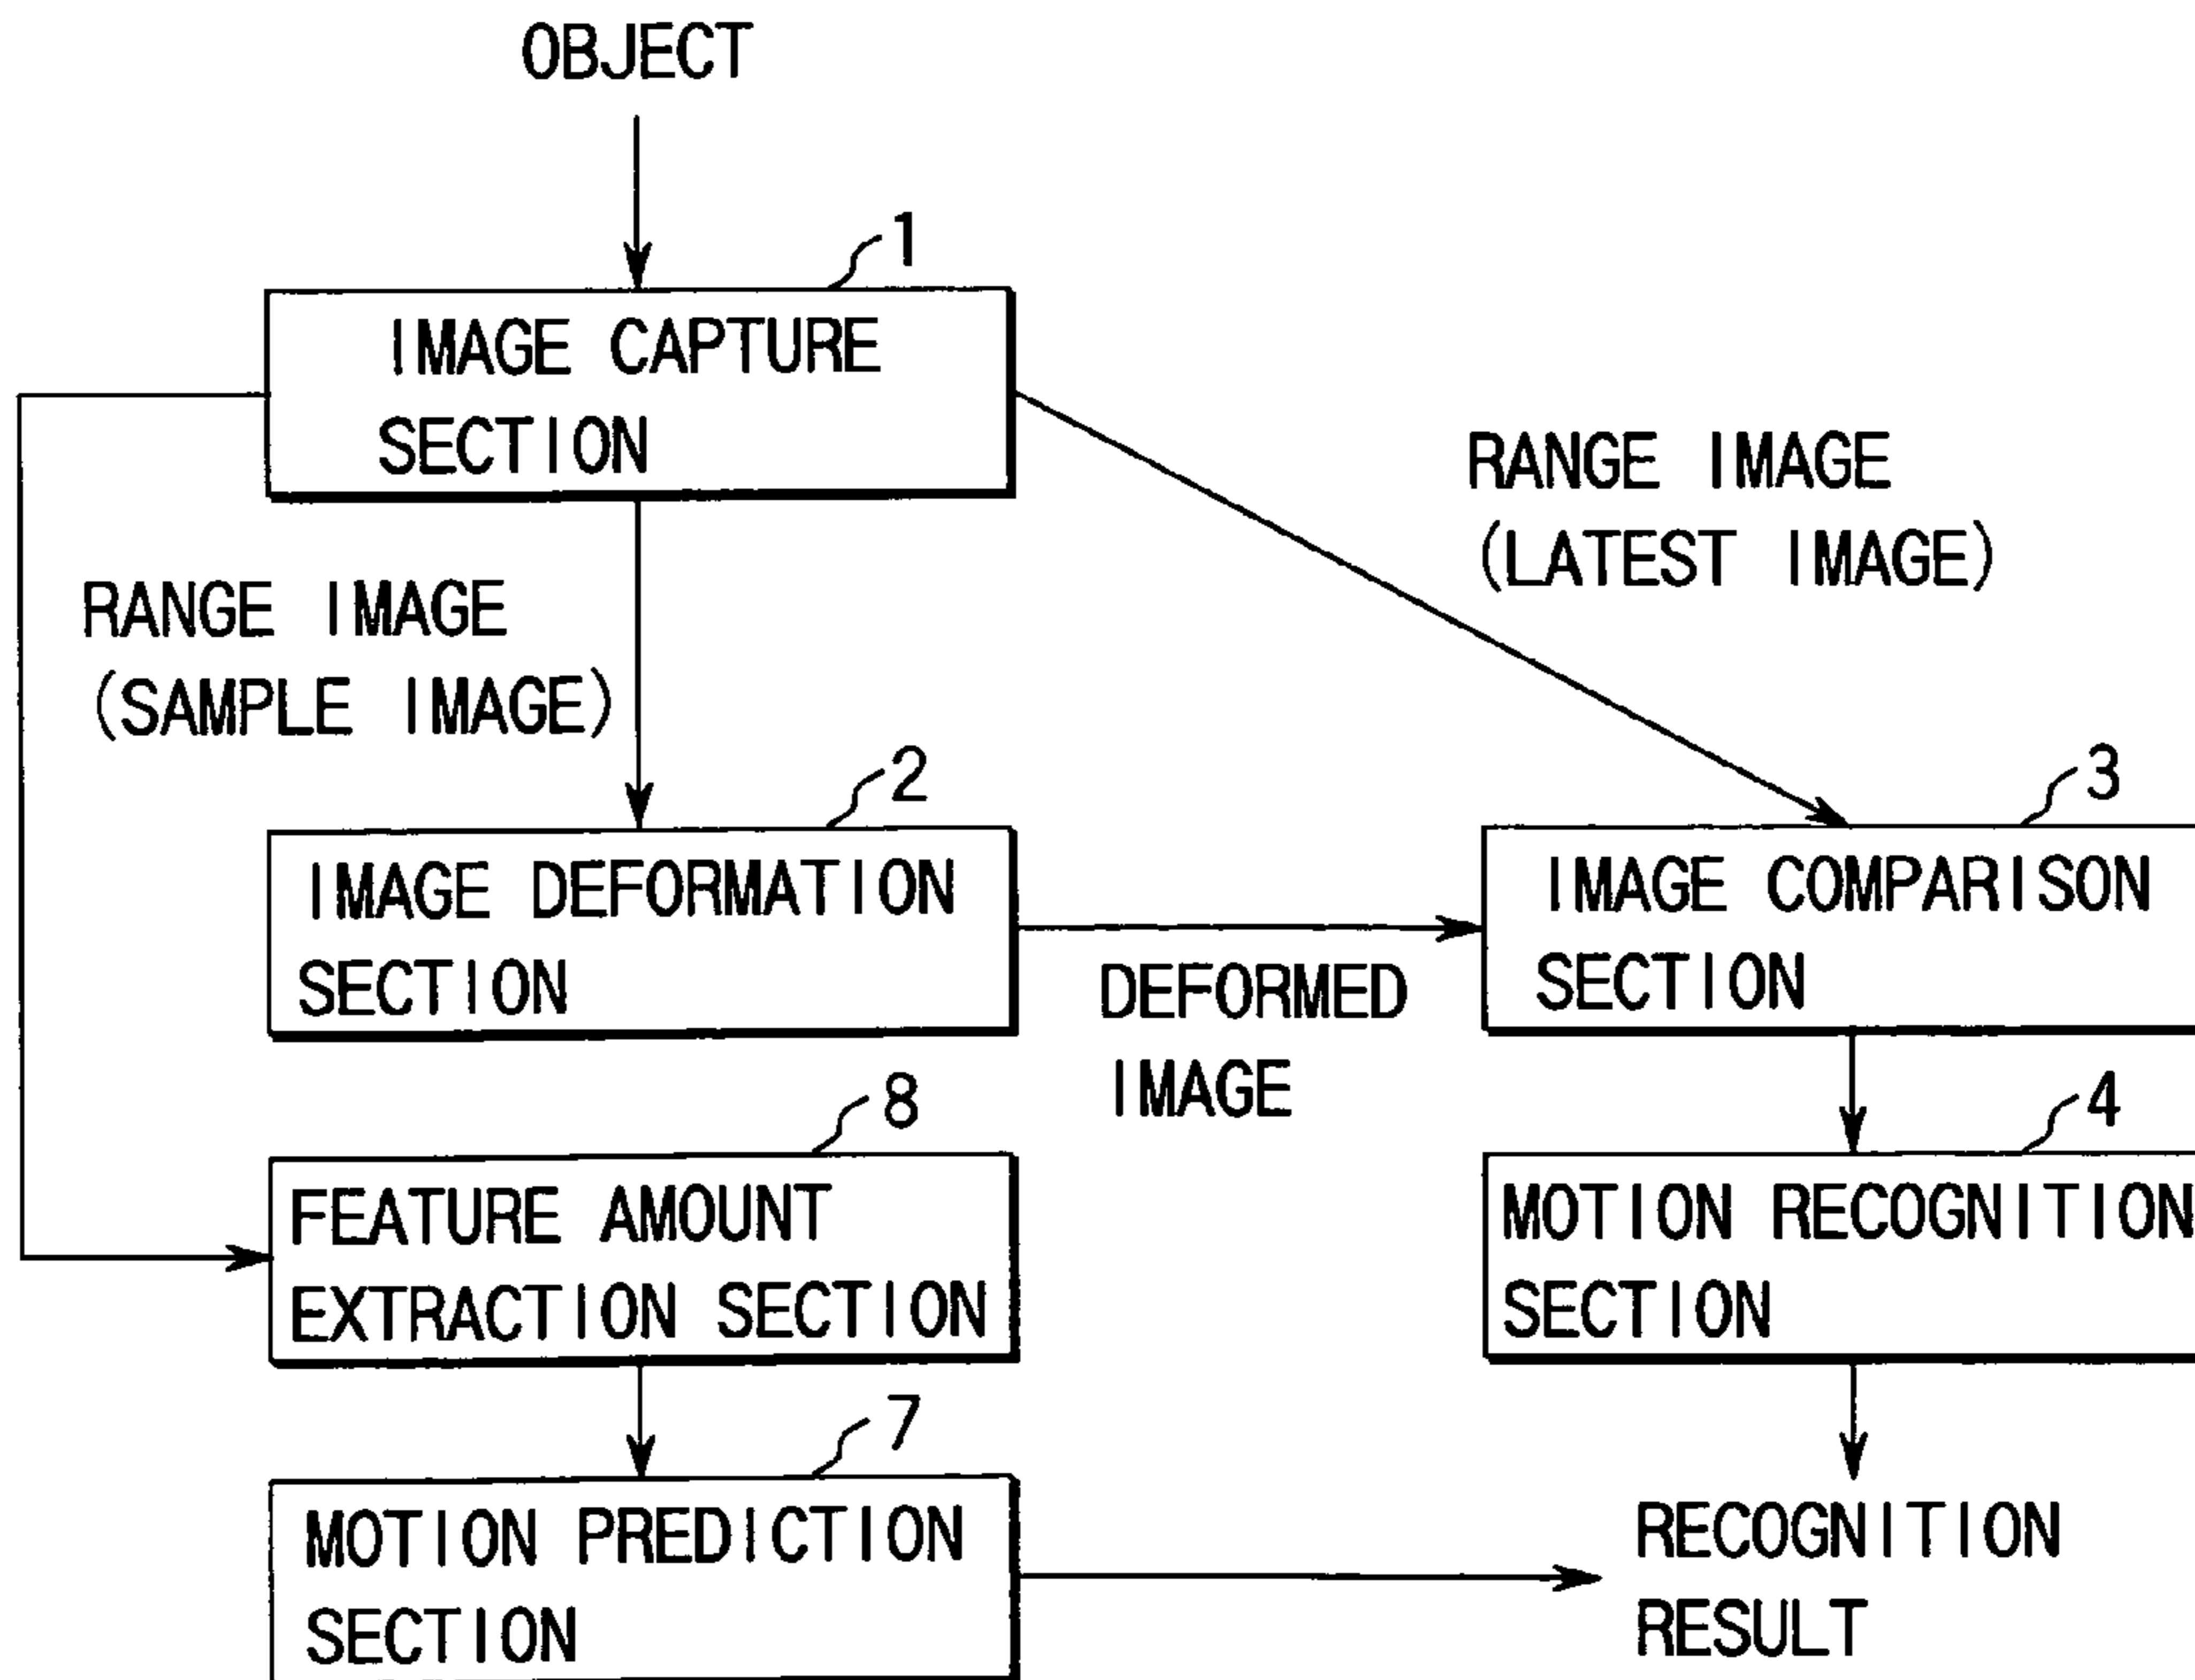 OBJECT
1
IMAGE CAPTURE
SECTION
RANGE IMAGE
(LATEST IMAGE)
RANGE IMAGE
(SAMPLE IMAGE)
2
IMAGE DEFORMATION
SECTION
3
IMAGE COMPARISON
SECTION
DEFORMED
IMAGE
8
FEATURE AMOUNT
EXTRACTION SECTION
4
MOTION RECOGNITION
SECTION
7
MOTION PREDICTION
SECTION
RECOGNITION
RESULT